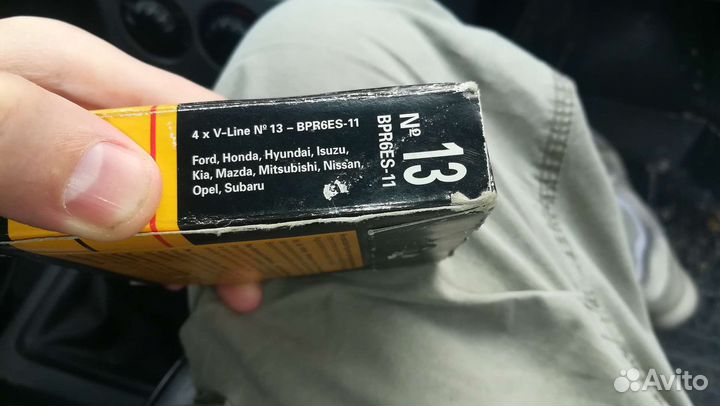 4 x V-Line Nº 13 – BPR6ES-11
Ford, Honda, Hyundai, Isuzu,
Kia, Mazda, Mitsubishi, Nissan,
Opel, Subaru
Nº 13
BPR6ES-11
Avito